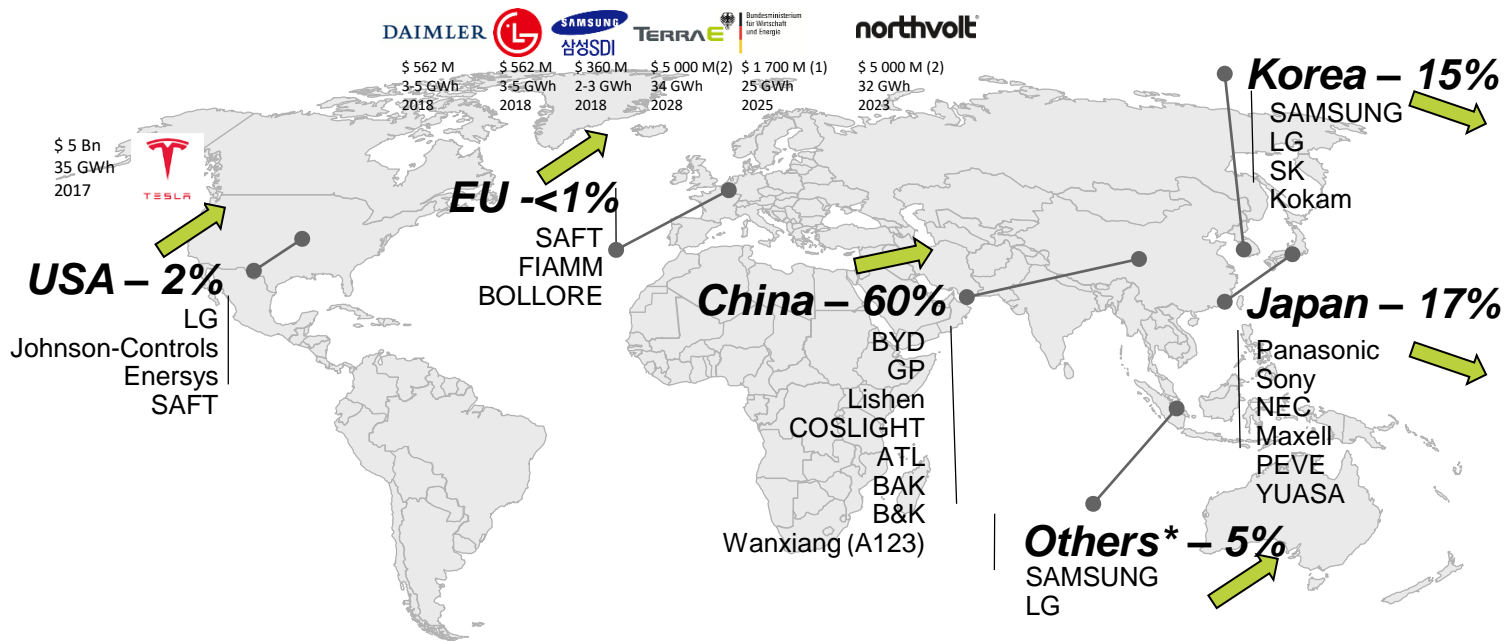 DAIMLER
LG
SAMSUNG
삼성SDI
TERRAE
Bundesministerium
für Wirtschaft
und Energie
northvolt
$ 562 M
3-5 GWh
2018
$ 562 M
3-5 GWh
2018
$ 360 M
2-3 GWh
2018
$ 5 000 M(2)
34 GWh
2028
$ 1 700 M (1)
25 GWh
2025
$ 5 000 M (2)
32 GWh
2023
$ 5 Bn
35 GWh
2017
TESLA
USA – 2%
LG
Johnson-Controls
Enersys
SAFT
EU -<1%
SAFT
FIAMM
BOLLORE
China – 60%
BYD
GP
Lishen
COSLIGHT
ATL
BAK
B&K
Wanxiang (A123)
Korea – 15%
SAMSUNG
LG
SK
Kokam
Japan – 17%
Panasonic
Sony
NEC
Maxell
PEVE
YUASA
Others* – 5%
SAMSUNG
LG